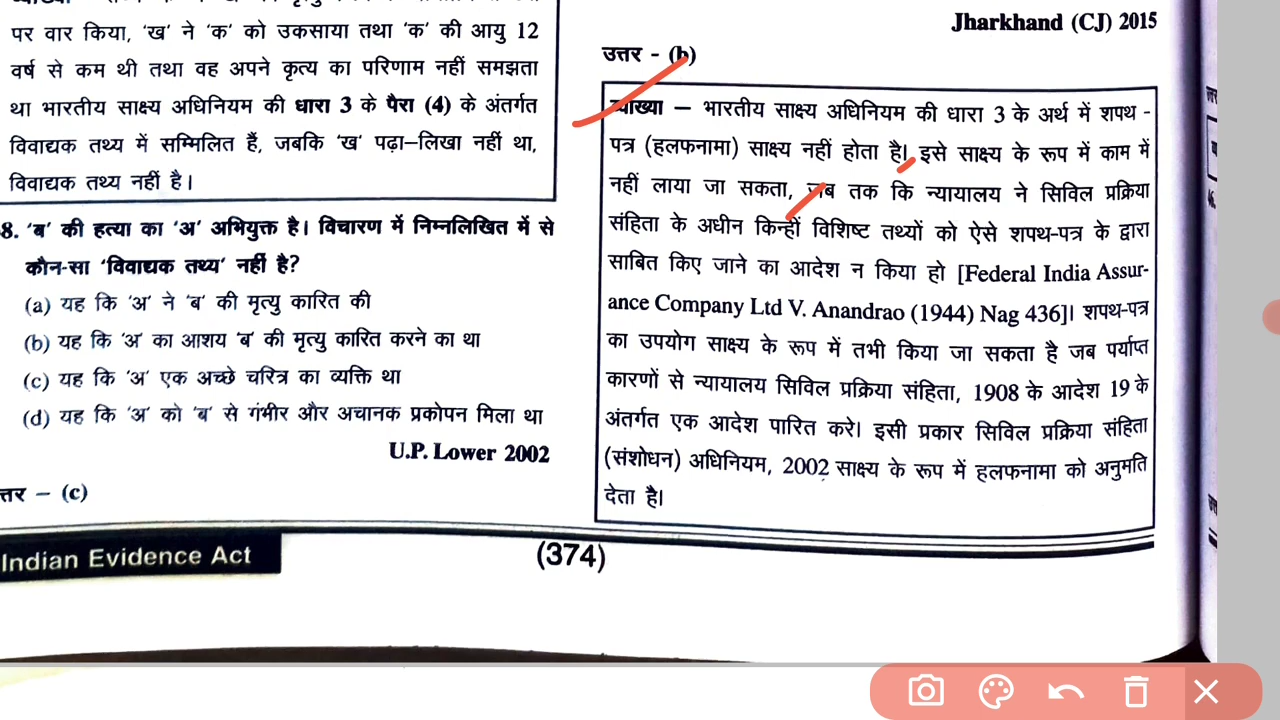 पर वार किया, 'ख' ने 'क' को उकसाया तथा 'क' की आयु 12
वर्ष से कम थी तथा वह अपने कृत्य का परिणाम नहीं समझता
था भारतीय साक्ष्य अधिनियम की धारा 3 के पैरा (4) के अंतर्गत
विवाद्यक तथ्य में सम्मिलित हैं, जबकि 'ख' पढ़ा–लिखा नहीं था,
विवाद्यक तथ्य नहीं है।
8. 'ब' की हत्या का 'अ' अभियुक्त है। विचारण में निम्नलिखित में से
कौन-सा 'विवाद्यक तथ्य' नहीं है?
(a) यह कि 'अ' ने 'ब' की मृत्यु कारित की
(b) यह कि 'अ' का आशय 'ब' की मृत्यु कारित करने का था
(c) यह कि 'अ' एक अच्छे चरित्र का व्यक्ति था
(d) यह कि 'अ' को 'ब' से गंभीर और अचानक प्रकोपन मिला था
U.P. Lower 2002
त्तर – (c)
Jharkhand (CJ) 2015
उत्तर - (b)
व्याख्या – भारतीय साक्ष्य अधिनियम की धारा 3 के अर्थ में शपथ -
पत्र (हलफनामा) साक्ष्य नहीं होता है। इसे साक्ष्य के रूप में काम में
नहीं लाया जा सकता, जब तक कि न्यायालय ने सिविल प्रक्रिया
संहिता के अधीन किन्हीं विशिष्ट तथ्यों को ऐसे शपथ-पत्र के द्वारा
साबित किए जाने का आदेश न किया हो [Federal India Assur-
ance Company Ltd V. Anandrao (1944) Nag 436]। शपथ-पत्र
का उपयोग साक्ष्य के रूप में तभी किया जा सकता है जब पर्याप्त
कारणों से न्यायालय सिविल प्रक्रिया संहिता, 1908 के आदेश 19 के
अंतर्गत एक आदेश पारित करे। इसी प्रकार सिविल प्रक्रिया संहिता
(संशोधन) अधिनियम, 2002 साक्ष्य के रूप में हलफनामा को अनुमति
देता है।
Indian Evidence Act
(374)